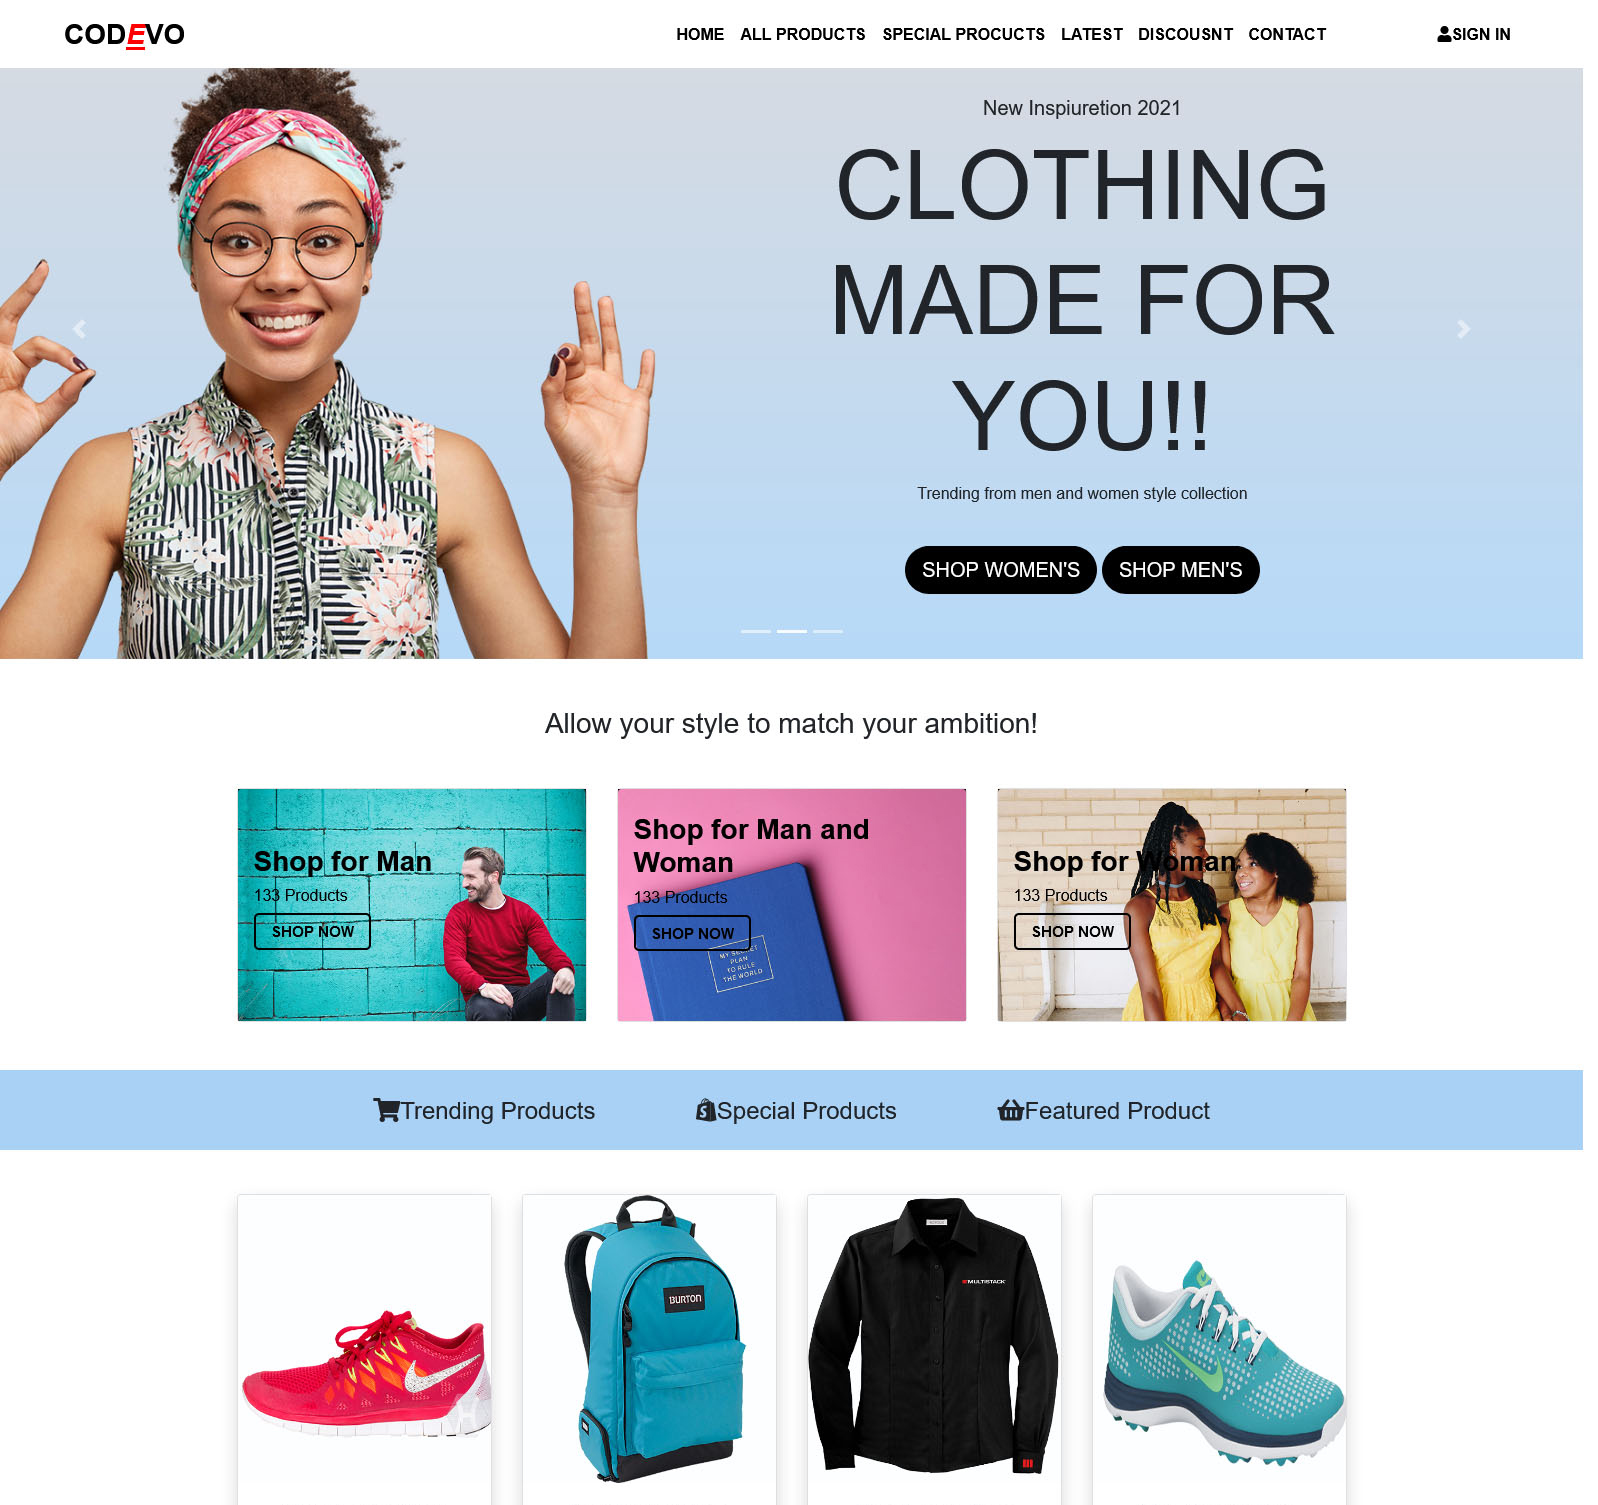 CODEVO
HOME ALL PRODUCTS SPECIAL PROCUCTS LATEST DISCOUSNT CONTACT SIGN IN
New Inspiuretion 2021
CLOTHING
MADE FOR
YOU!!
Trending from men and women style collection
SHOP WOMEN'S SHOP MEN'S
Allow your style to match your ambition!
Shop for Man
133 Products
SHOP NOW
Shop for Man and
Woman
133 Products
SHOP NOW
MY SECRET
PLAN
TO RULE
THE WORLD
Shop for Woman
133 Products
SHOP NOW
Trending Products Special Products Featured Product
BURTON
MULTISTACK